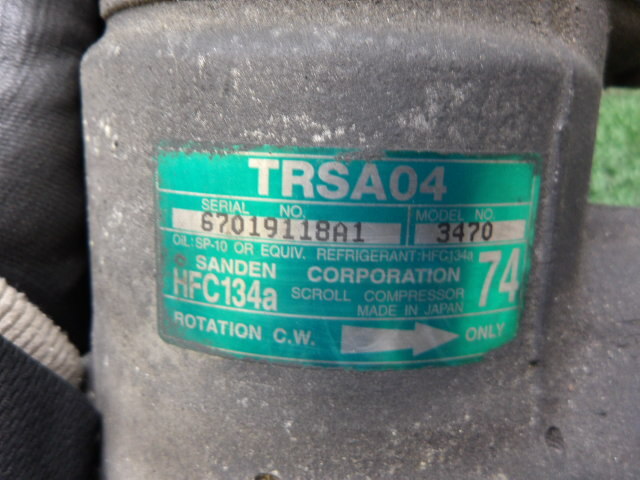 TRSA04
SERIAL NO. MODEL NO.
67019118A1 3470
OIL: SP-10 OR EQUIV. REFRIGERANT:HFC134a
SANDEN CORPORATION 74
HFC134a SCROLL COMPRESSOR
MADE IN JAPAN
ROTATION C.W. ONLY